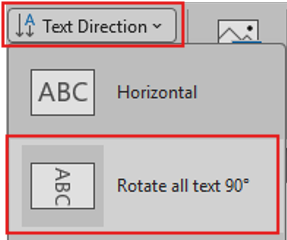 Text Direction
ABC
Horizontal
ABC
Rotate all text 90°